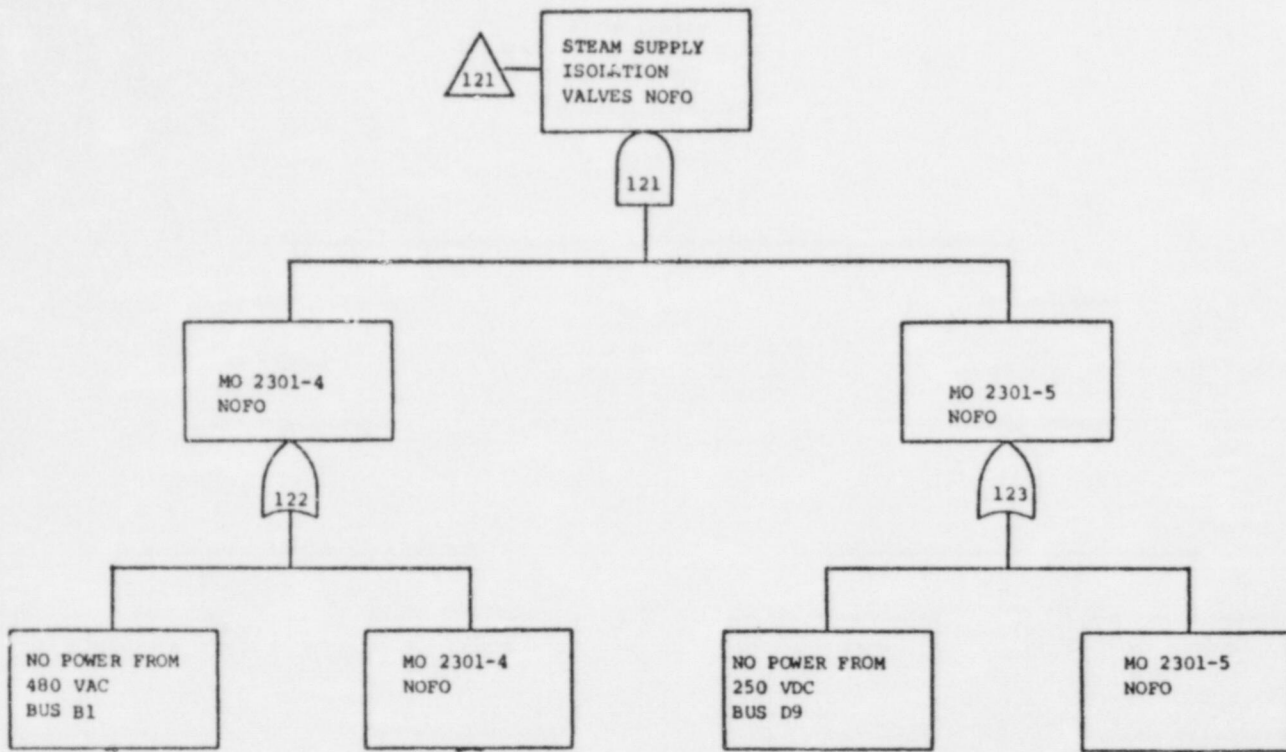 STEAM SUPPLY
ISOLATION
VALVES NOFO
121
121
MO 2301-4
NOFO
MO 2301-5
NOFO
122
123
NO POWER FROM
480 VAC
BUS B1
MO 2301-4
NOFO
NO POWER FROM
250 VDC
BUS D9
MO 2301-5
NOFO